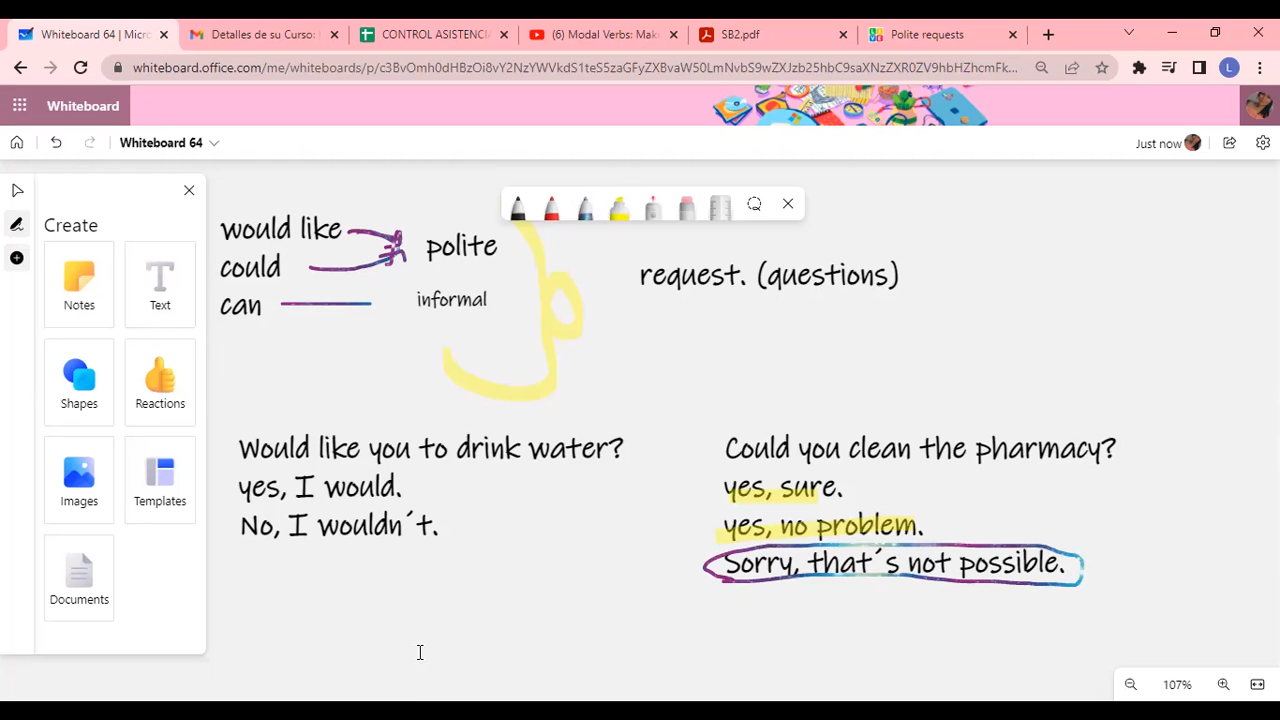 Whiteboard 64 | Micro
Detalles de su Curso:
CONTROL ASISTENCIA
(6) Modal Verbs: Mak
SB2.pdf
Polite requests
whiteboard.office.com/me/whiteboards/p/c3BvOmh0dHBzOi8vY2NzYWVkdS1teS5zaGFyZXBvaW50LmNvbS9wZXJzb25hbC9saXNzZXR0ZV9hbHZhcmFk...
L
Whiteboard
Whiteboard 64
Just now
Create
Notes
Text
Shapes
Reactions
Images
Templates
Documents
would like
could
can
polite
informal
request. (questions)
Would like you to drink water?
yes, I would.
No, I wouldn´t.
Could you clean the pharmacy?
yes, sure.
yes, no problem.
Sorry, that´s not possible.
107%